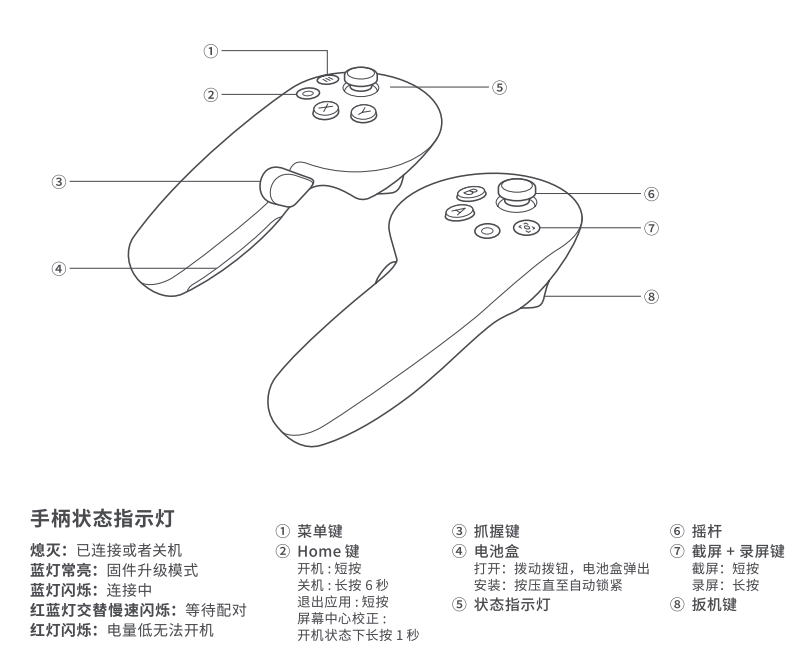 ①
②
③
④
⑤
⑥
⑦
⑧
X
Y
B
A
手柄状态指示灯
熄灭：已连接或者关机
蓝灯常亮：固件升级模式
蓝灯闪烁：连接中
红蓝灯交替慢速闪烁：等待配对
红灯闪烁：电量低无法开机
① 菜单键
② Home 键
开机 : 短按
关机 : 长按 6 秒
退出应用 : 短按
屏幕中心校正 :
开机状态下长按 1 秒
③ 抓握键
④ 电池盒
打开：拨动拨钮，电池盒弹出
安装：按压直至自动锁紧
⑤ 状态指示灯
⑥ 摇杆
⑦ 截屏 + 录屏键
截屏：短按
录屏：长按
⑧ 扳机键